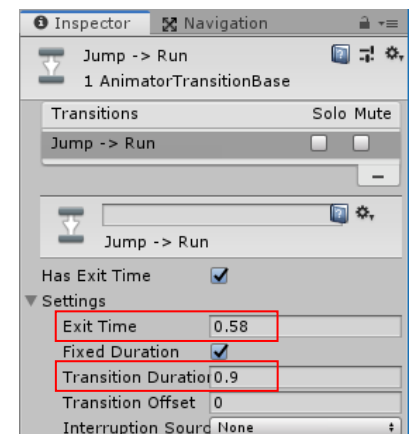 Inspector Navigation
Jump -> Run
1 AnimatorTransitionBase
Transitions Solo Mute
Jump -> Run
Jump -> Run
Has Exit Time
Settings
Exit Time 0.58
Fixed Duration
Transition Duratior 0.9
Transition Offset 0
Interruption Sourc None